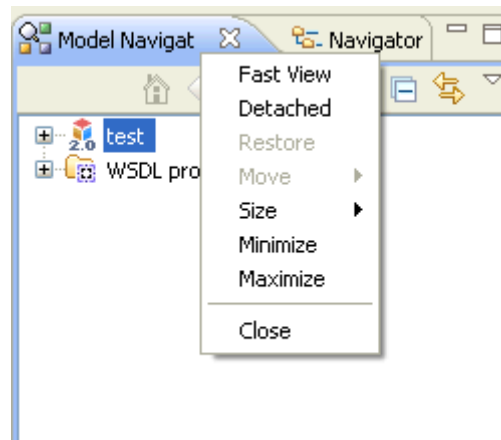 Model Navigat Navigator
Fast View
Detached
test
2.0
Restore
WSDL pro
Move
Size
Minimize
Maximize
Close